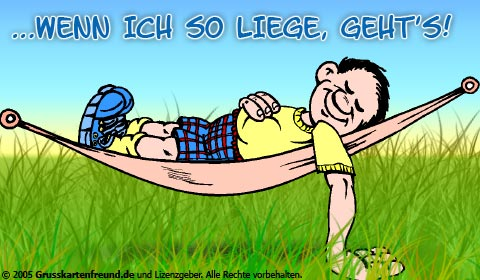 ...WENN ICH SO LIEGE, GEHT'S!
© 2005 Grusskartenfreund.de und Lizenzgeber. Alle Rechte vorbehalten.